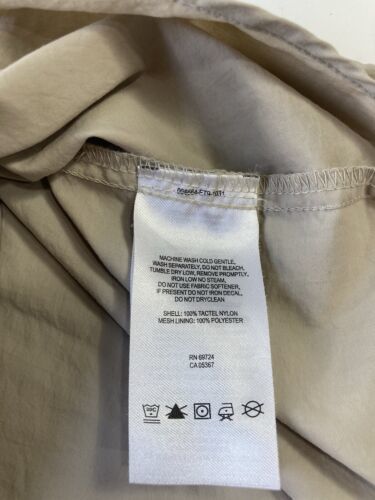 MACHINE WASH COLD GENTLE,
WASH SEPARATELY, DO NOT BLEACH.
TUMBLE DRY LOW, REMOVE PROMPTLY,
IRON LOW NO STEAM,
DO NOT USE FABRIC SOFTENER,
IF PRESENT DO NOT IRON DECAL,
DO NOT DRYCLEAN
SHELL: 100% TACTEL NYLON
MESH LINING: 100% POLYESTER
RN 69724
CA 05367
30C